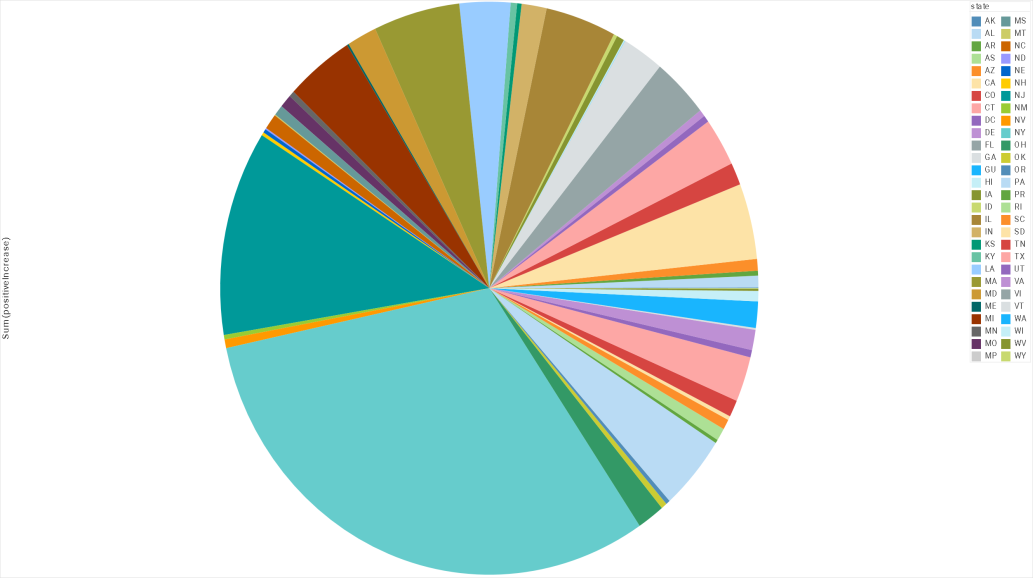 state
AK MS
AL MT
AR NC
AS ND
AZ NE
CA NH
CO NJ
CT NM
DC NV
DE NY
FL OH
GA OK
GU OR
HI PA
IA PR
ID RI
IL SC
IN SD
KS TN
KY TX
LA UT
MA VA
MD VI
ME VT
MI WA
MN WI
MO WV
MP WY
Sum(positiveIncrease)